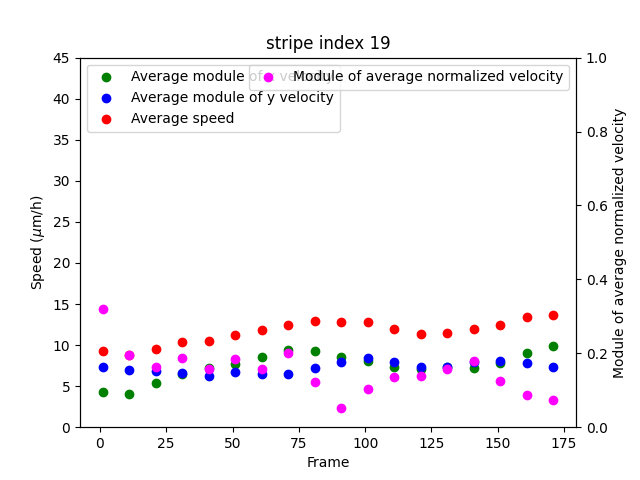 stripe index 19
Average module of x velocity
Average module of y velocity
Average speed
Module of average normalized velocity
Speed (μm/h)
45
40
35
30
25
20
15
10
5
0
1.0
0.8
0.6
0.4
0.2
0.0
Module of average normalized velocity
0 25 50 75 100 125 150 175
Frame